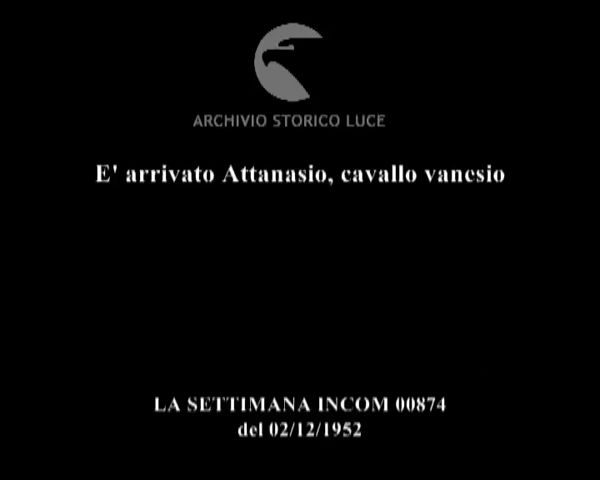 ARCHIVIO STORICO LUCE
E' arrivato Attanasio, cavallo vanesio
LA SETTIMANA INCOM 00874
del 02/12/1952